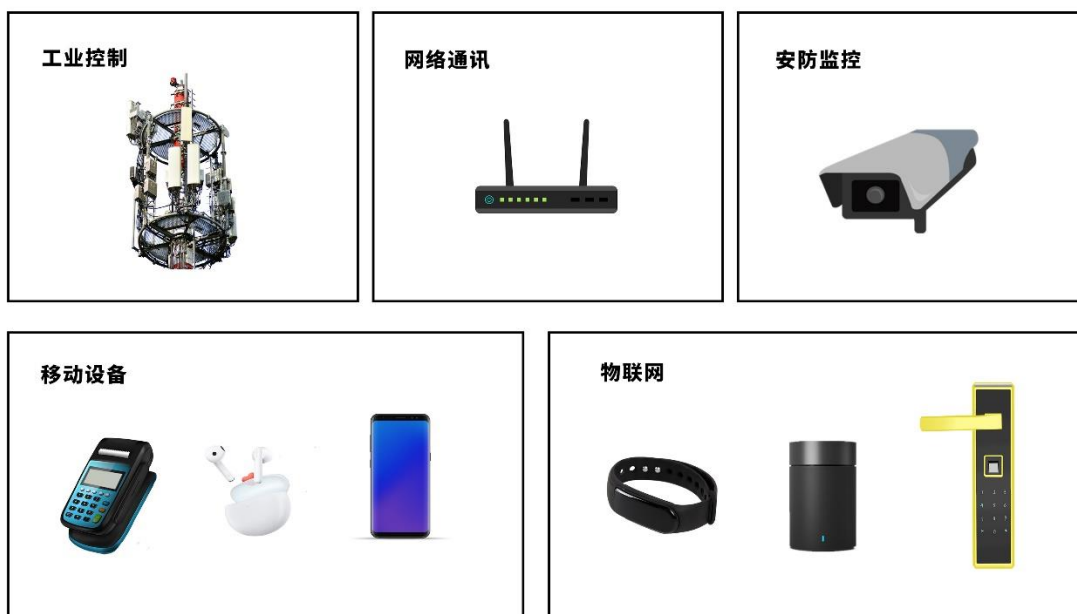 工业控制
网络通讯
安防监控
移动设备
物联网